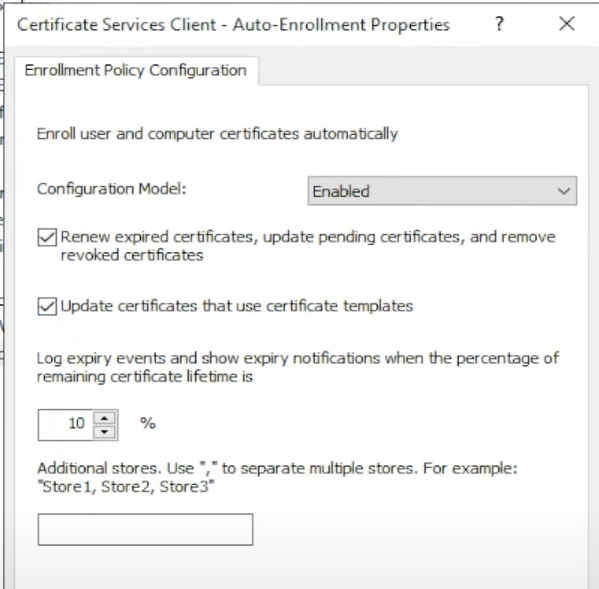 Certificate Services Client - Auto-Enrollment Properties ? ×
Enrollment Policy Configuration
Enroll user and computer certificates automatically
Configuration Model: Enabled
Renew expired certificates, update pending certificates, and remove
revoked certificates
Update certificates that use certificate templates
Log expiry events and show expiry notifications when the percentage of
remaining certificate lifetime is
10 %
Additional stores. Use "," to separate multiple stores. For example:
"Store1, Store2, Store3"